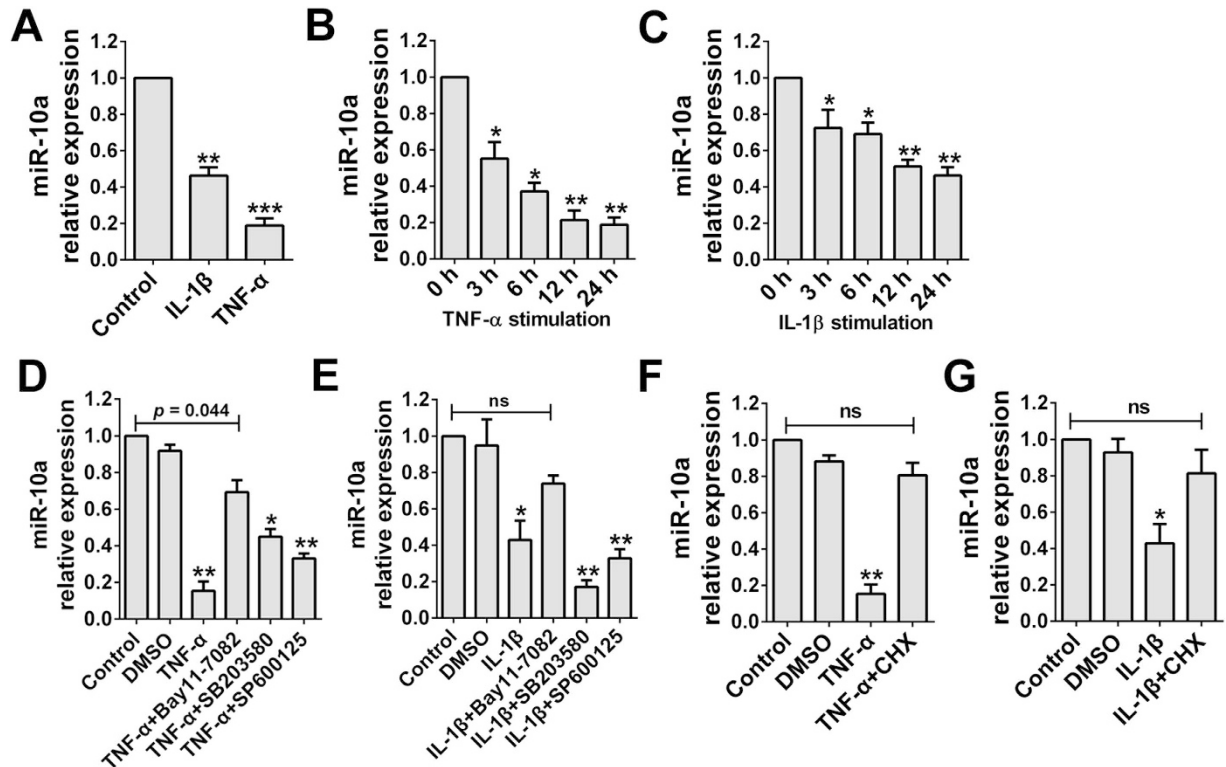 A
miR-10a
relative expression
1.2
1.0
0.8
0.6
0.4
0.2
0.0
**
***
Control
IL-1β
TNF-α
B
miR-10a
relative expression
1.2
1.0
0.8
0.6
0.4
0.2
0.0
*
*
**
**
0 h
3 h
6 h
12 h
24 h
TNF-α stimulation
C
miR-10a
relative expression
1.2
1.0
0.8
0.6
0.4
0.2
0.0
*
*
**
**
0 h
3 h
6 h
12 h
24 h
IL-1β stimulation
D
miR-10a
relative expression
1.2
1.0
0.8
0.6
0.4
0.2
0.0
p = 0.044
**
*
**
Control
DMSO
TNF-α
TNF-α+Bay11-7082
TNF-α+SB203580
TNF-α+SP600125
E
miR-10a
relative expression
1.2
1.0
0.8
0.6
0.4
0.2
0.0
ns
*
**
**
Control
DMSO
IL-1β
IL-1β+Bay11-7082
IL-1β+SB203580
IL-1β+SP600125
F
miR-10a
relative expression
1.2
1.0
0.8
0.6
0.4
0.2
0.0
ns
**
Control
DMSO
TNF-α
TNF-α+CHX
G
miR-10a
relative expression
1.2
1.0
0.8
0.6
0.4
0.2
0.0
ns
*
Control
DMSO
IL-1β
IL-1β+CHX